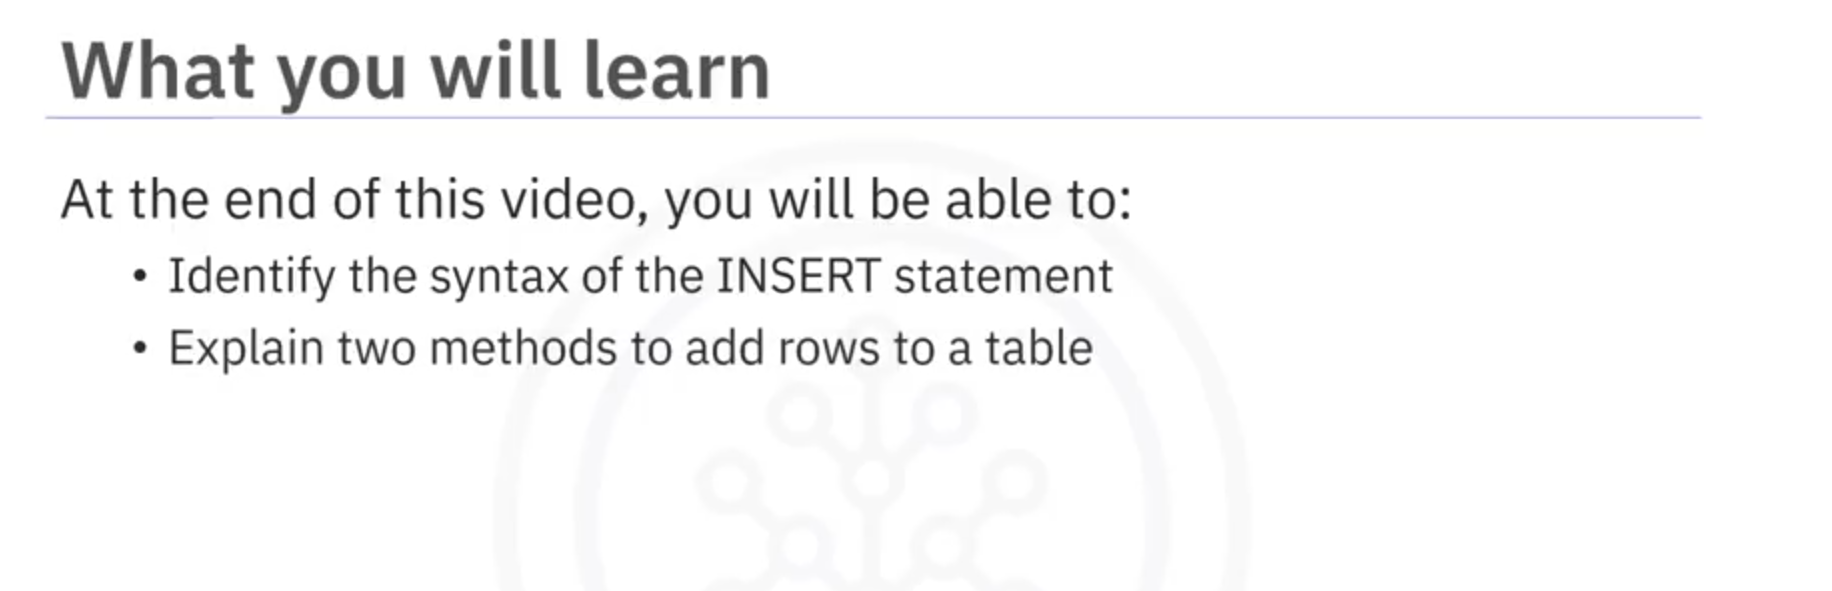 What you will learn
At the end of this video, you will be able to:
• Identify the syntax of the INSERT statement
• Explain two methods to add rows to a table